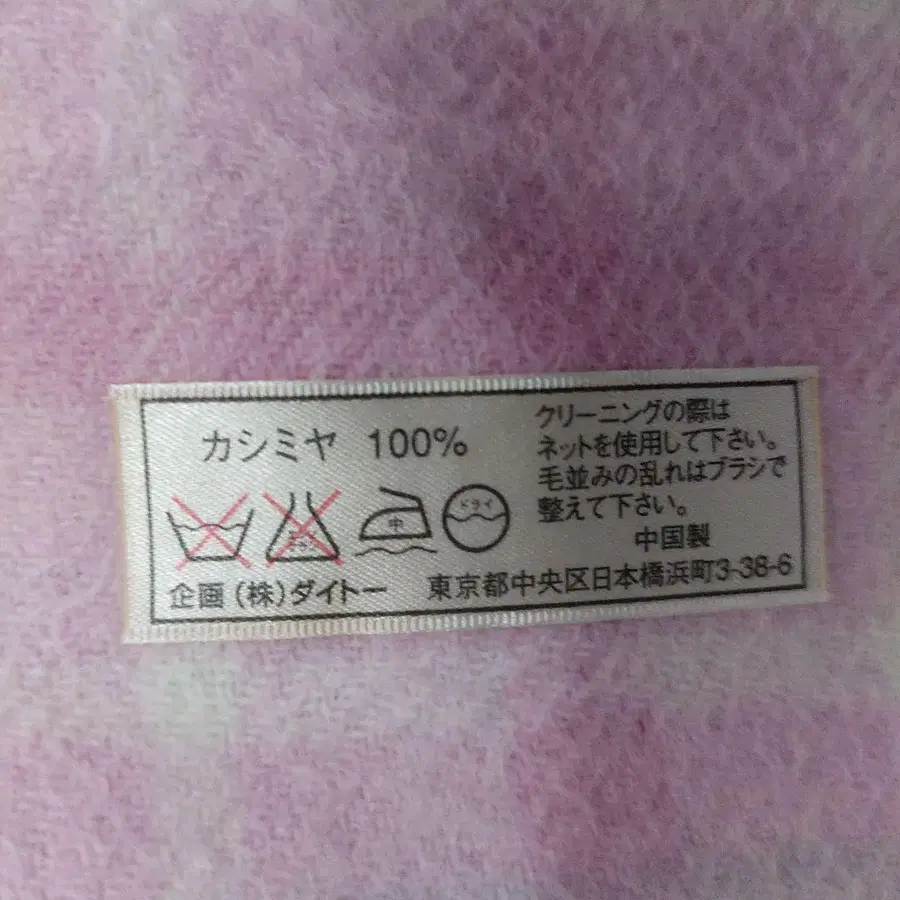 カシミヤ 100%
クリーニングの際は
ネットを使用して下さい。
毛並みの乱れはブラシで
整えて下さい。
中国製
中
ドライ
企画(株)ダイトー 東京都中央区日本橋浜町3-38-6